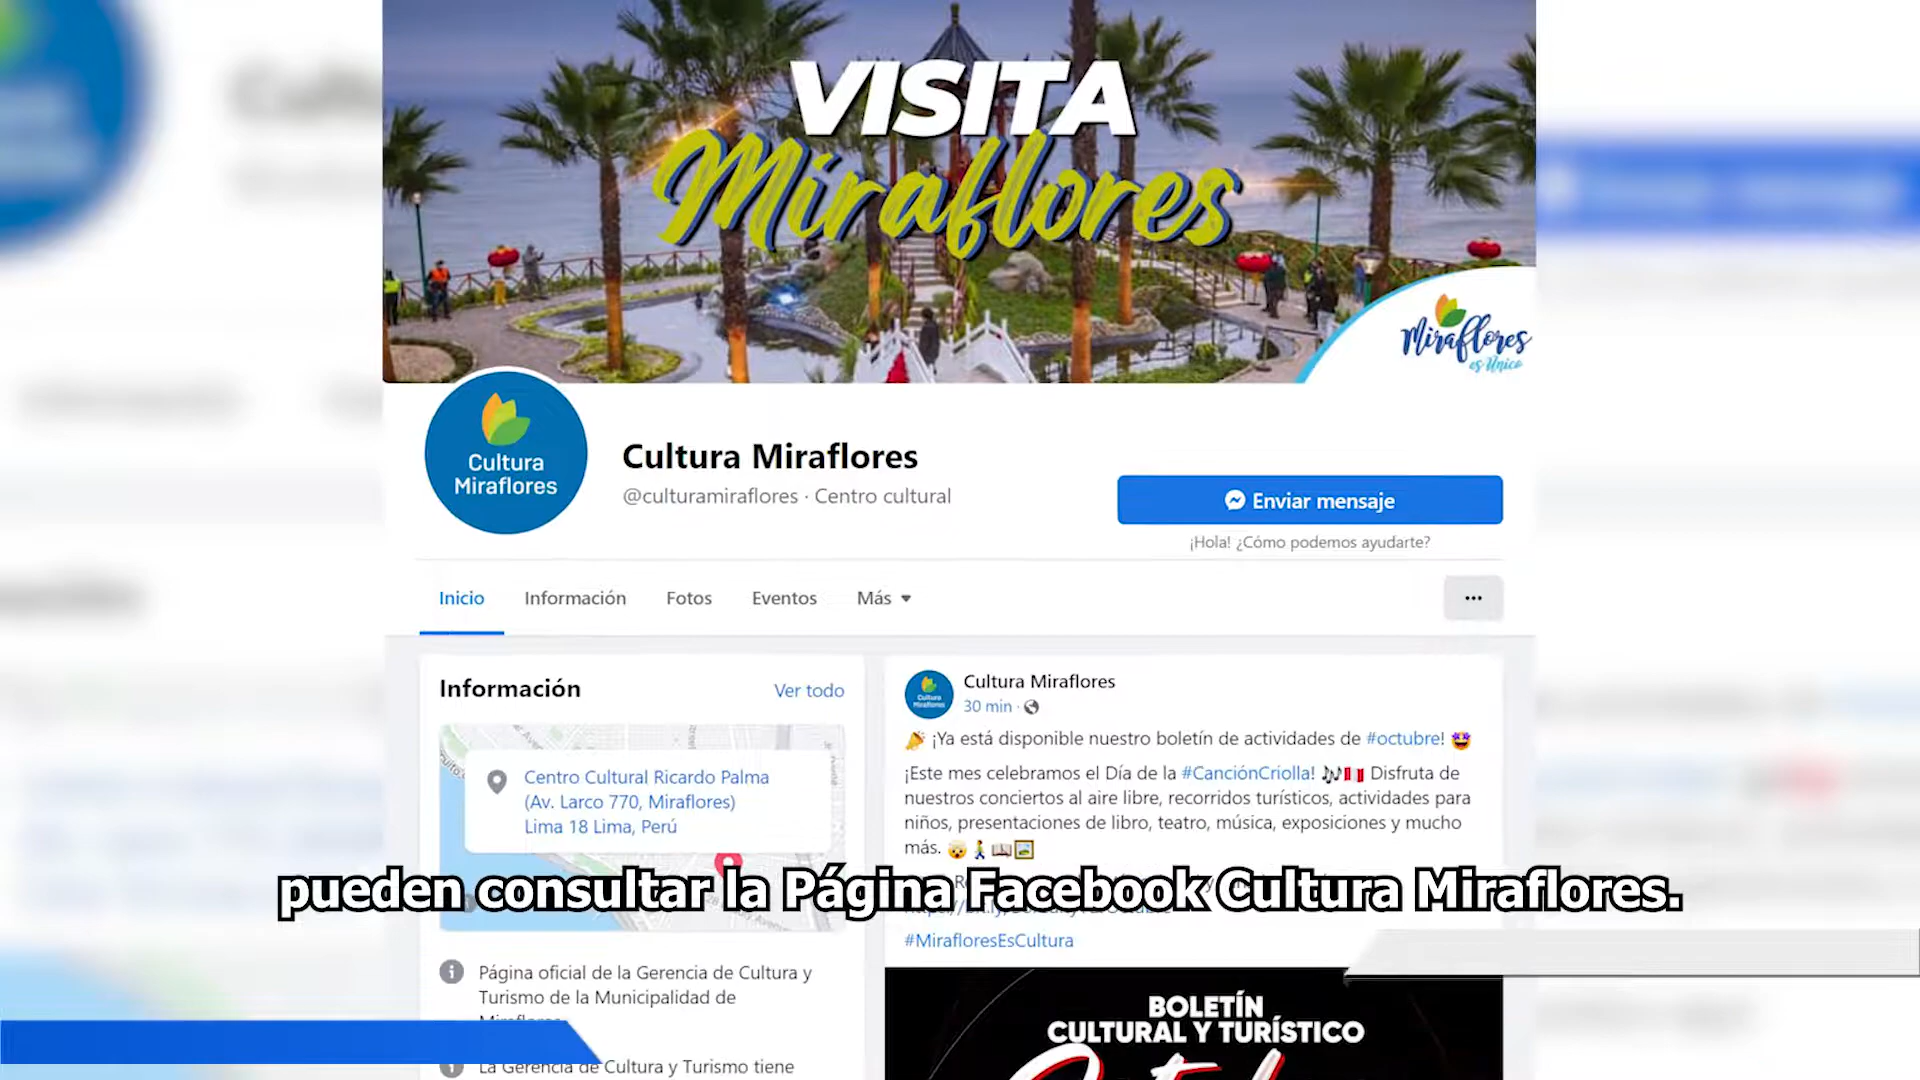 VISITA
Miraflores
Miraflores
es Único
Cultura
Miraflores
Cultura Miraflores
@culturamiraflores · Centro cultural
Enviar mensaje
¡Hola! ¿Cómo podemos ayudarte?
Inicio
Información
Fotos
Eventos
Más
Información
Ver todo
Centro Cultural Ricardo Palma
(Av. Larco 770, Miraflores)
Lima 18 Lima, Perú
Página oficial de la Gerencia de Cultura y
Turismo de la Municipalidad de
Miraflores
La Gerencia de Cultura y Turismo tiene
Cultura
Miraflores
Cultura Miraflores
30 min ·
¡Ya está disponible nuestro boletín de actividades de #octubre!
¡Este mes celebramos el Día de la #CanciónCriolla! Disfruta de
nuestros conciertos al aire libre, recorridos turísticos, actividades para
niños, presentaciones de libro, teatro, música, exposiciones y mucho
más.
#MirafloresEsCultura
BOLETÍN
CULTURAL Y TURÍSTICO
pueden consultar la Página Facebook Cultura Miraflores.